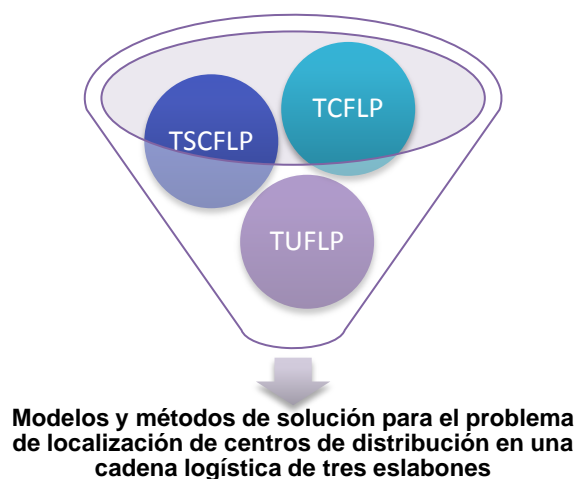 TCFLP
TSCFLP
TUFLP
Modelos y métodos de solución para el problema
de localización de centros de distribución en una
cadena logística de tres eslabones